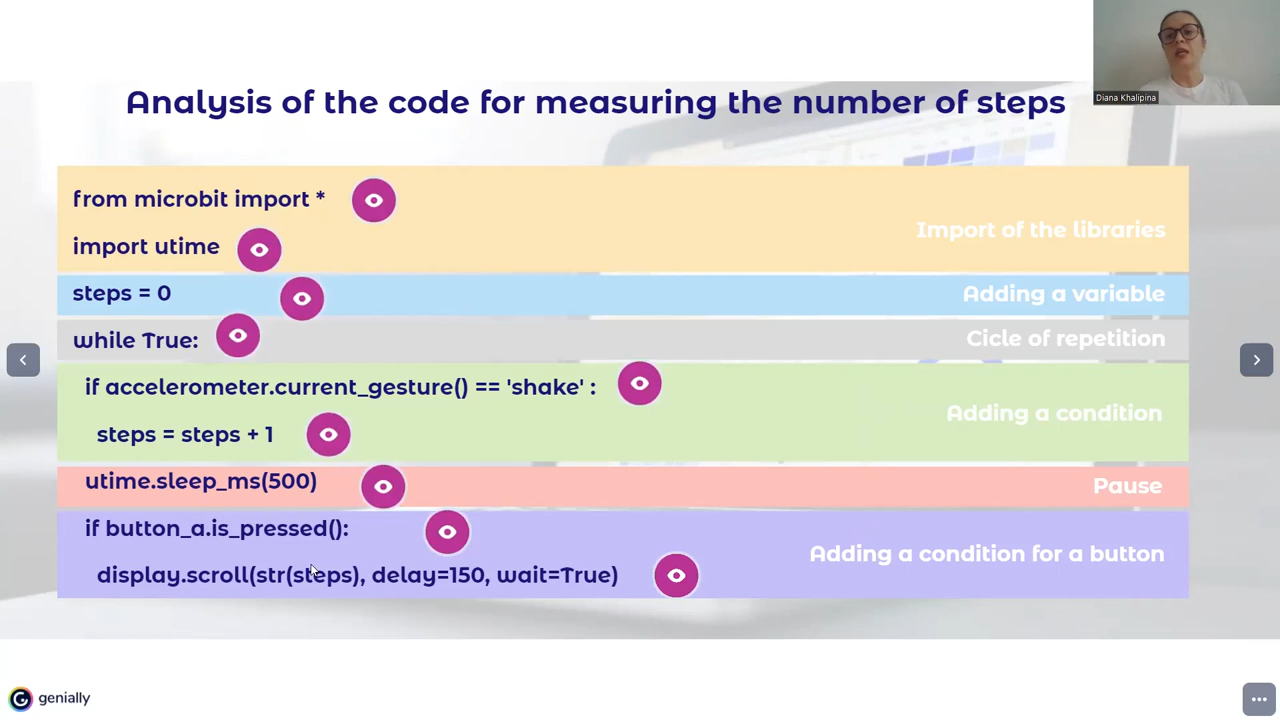 Diana Khalipina
Analysis of the code for measuring the number of steps
from microbit import *
import utime
Import of the libraries
steps = 0
Adding a variable
while True:
Cicle of repetition
if accelerometer.current_gesture() == 'shake' :
steps = steps + 1
Adding a condition
utime.sleep_ms(500)
Pause
if button_a.is_pressed():
display.scroll(str(steps), delay=150, wait=True)
Adding a condition for a button
genially